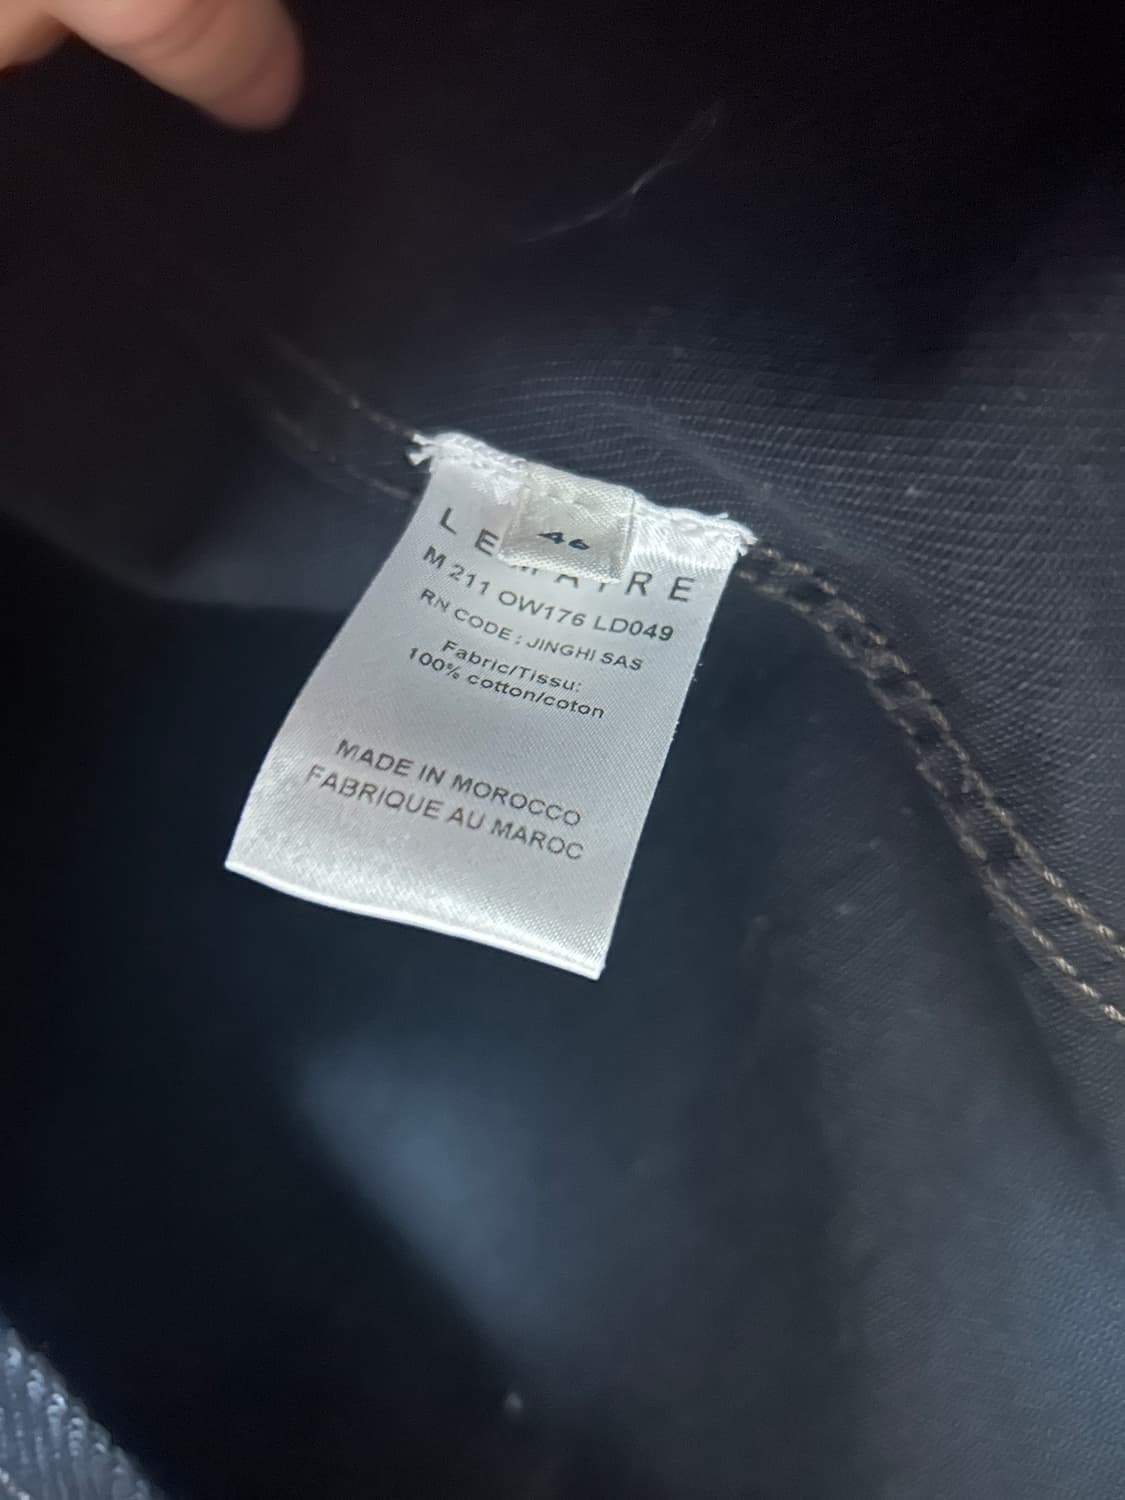 46
LEMAIRE
M 211 OW176 LD049
RN CODE : JINGHI SAS
Fabric/Tissu:
100% cotton/coton
MADE IN MOROCCO
FABRIQUE AU MAROC